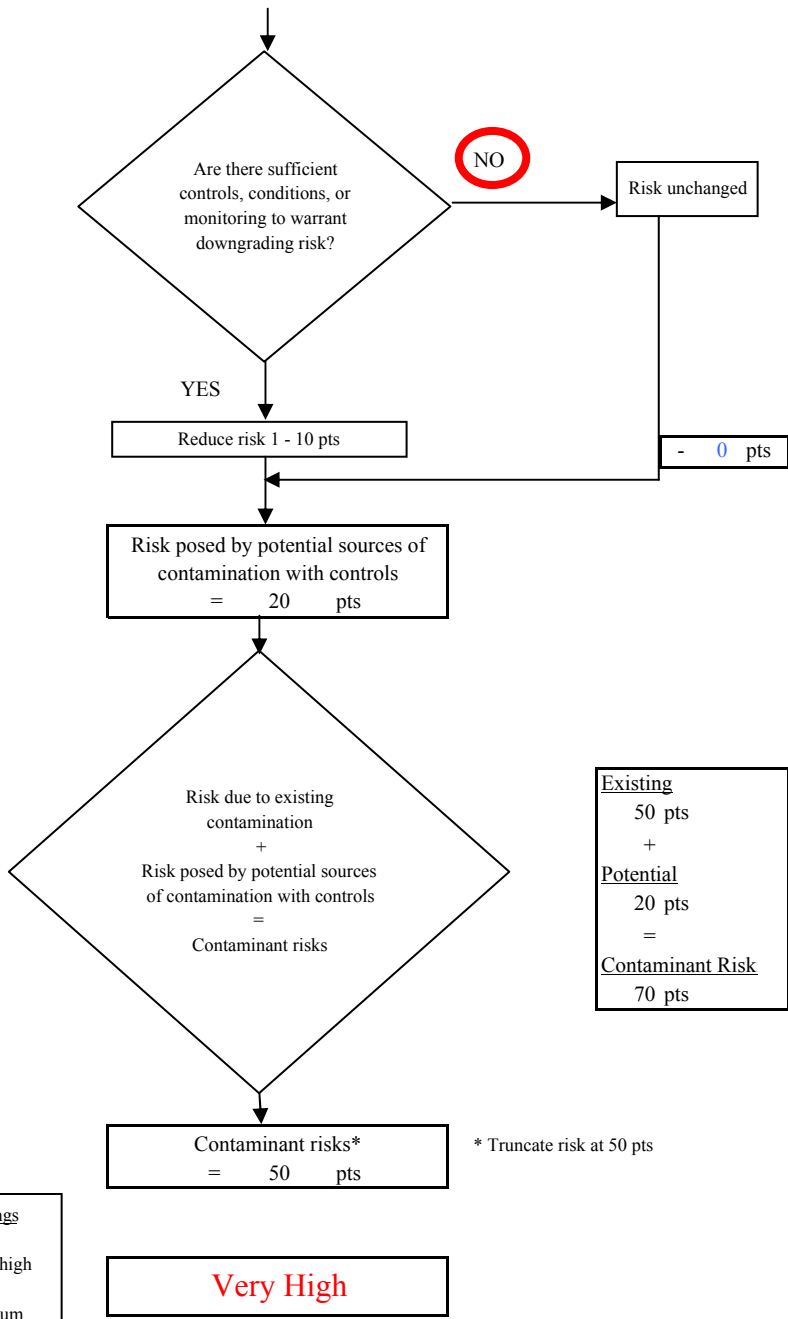 Are there sufficient
controls, conditions, or
monitoring to warrant
downgrading risk?
NO
Risk unchanged
YES
Reduce risk 1 - 10 pts
- 0 pts
Risk posed by potential sources of
contamination with controls
= 20 pts
Risk due to existing
contamination
+
Risk posed by potential sources
of contamination with controls
=
Contaminant risks
Existing
50 pts
+
Potential
20 pts
=
Contaminant Risk
70 pts
Contaminant risks*
= 50 pts
* Truncate risk at 50 pts
high
Very High